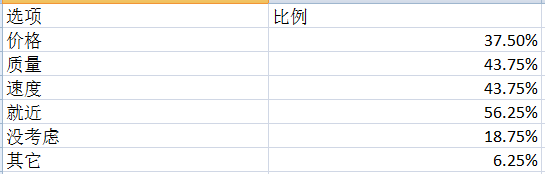 选项 比例
价格 37.50%
质量 43.75%
速度 43.75%
就近 56.25%
没考虑 18.75%
其它 6.25%